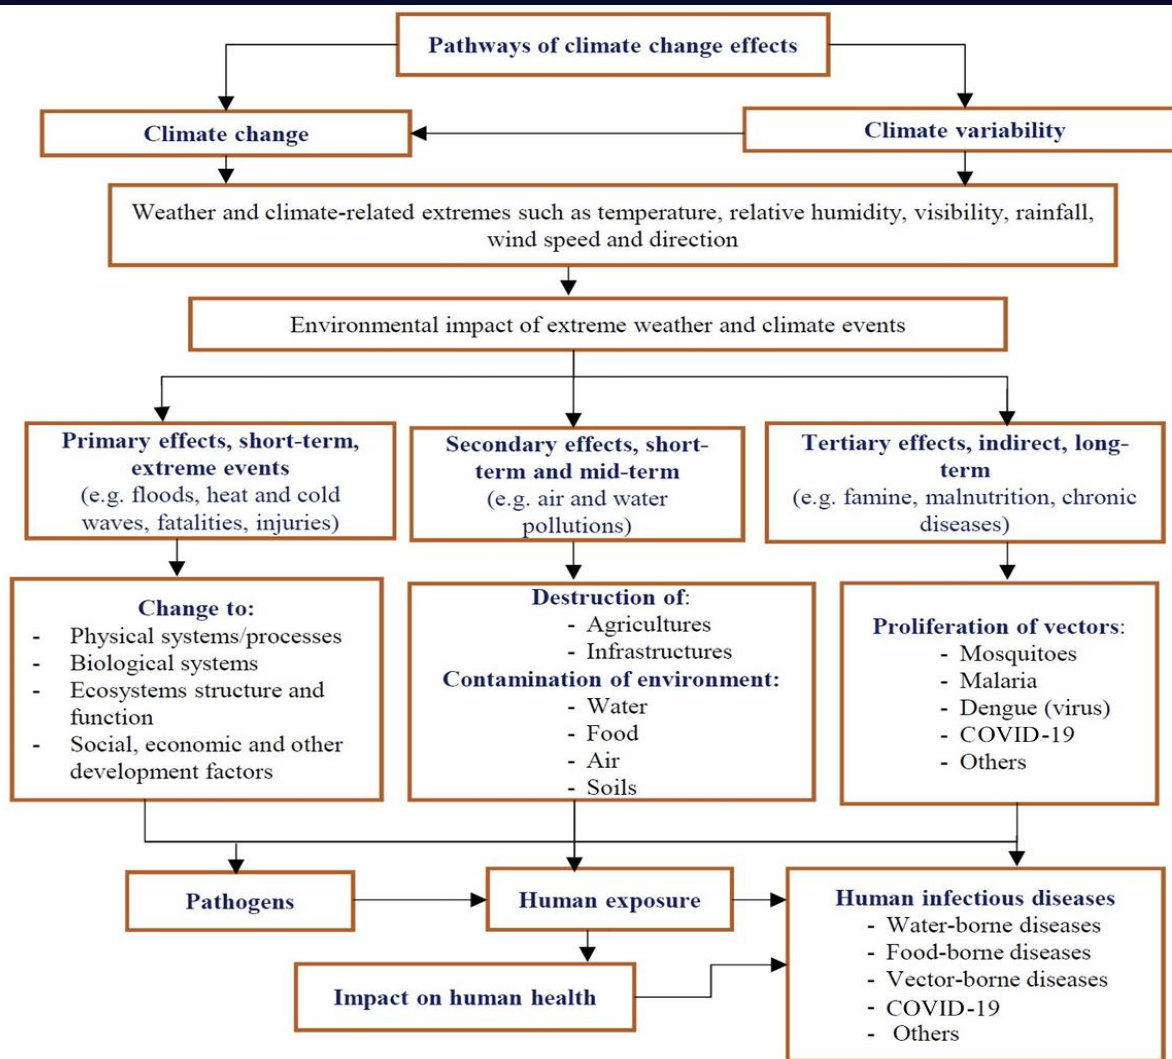 Pathways of climate change effects
Climate change
Climate variability
Weather and climate-related extremes such as temperature, relative humidity, visibility, rainfall,
wind speed and direction
Environmental impact of extreme weather and climate events
Primary effects, short-term,
extreme events
(e.g. floods, heat and cold
waves, fatalities, injuries)
Secondary effects, short-
term and mid-term
(e.g. air and water
pollutions)
Tertiary effects, indirect, long-
term
(e.g. famine, malnutrition, chronic
diseases)
Change to:
- Physical systems/processes
- Biological systems
- Ecosystems structure and
function
- Social, economic and other
development factors
Destruction of:
- Agricultures
- Infrastructures
Contamination of environment:
- Water
- Food
- Air
- Soils
Proliferation of vectors:
- Mosquitoes
- Malaria
- Dengue (virus)
- COVID-19
- Others
Pathogens
Human exposure
Impact on human health
Human infectious diseases
- Water-borne diseases
- Food-borne diseases
- Vector-borne diseases
- COVID-19
- Others